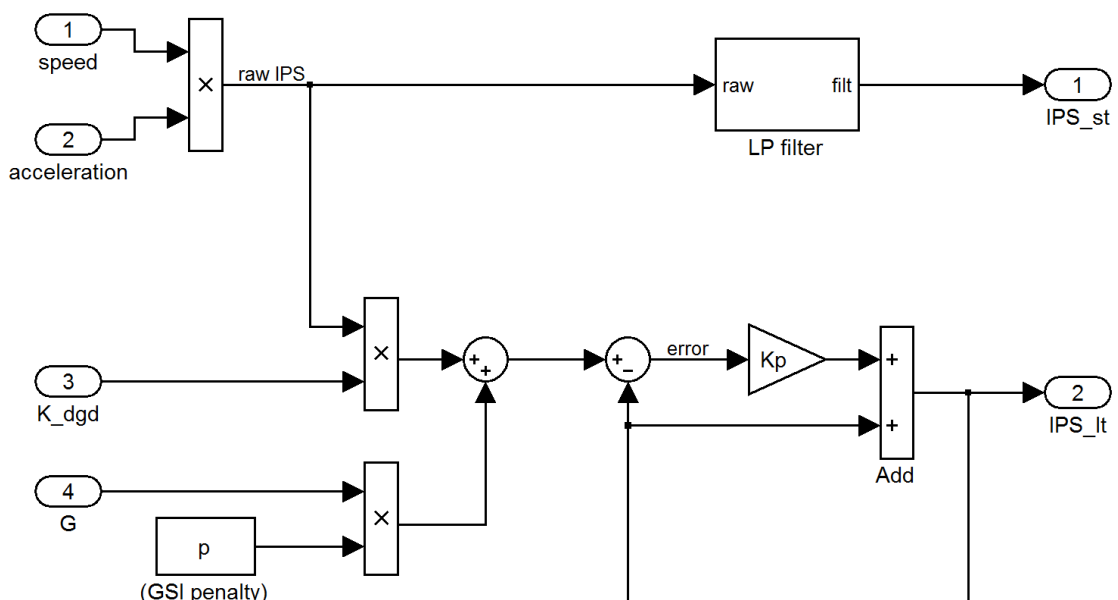 1
speed
2
acceleration
×
raw IPS
raw filt
LP filter
1
IPS_st
3
K_dgd
×
+
+
+
−
error
Kp
+
+
Add
2
IPS_lt
4
G
p
(GSI penalty)
×